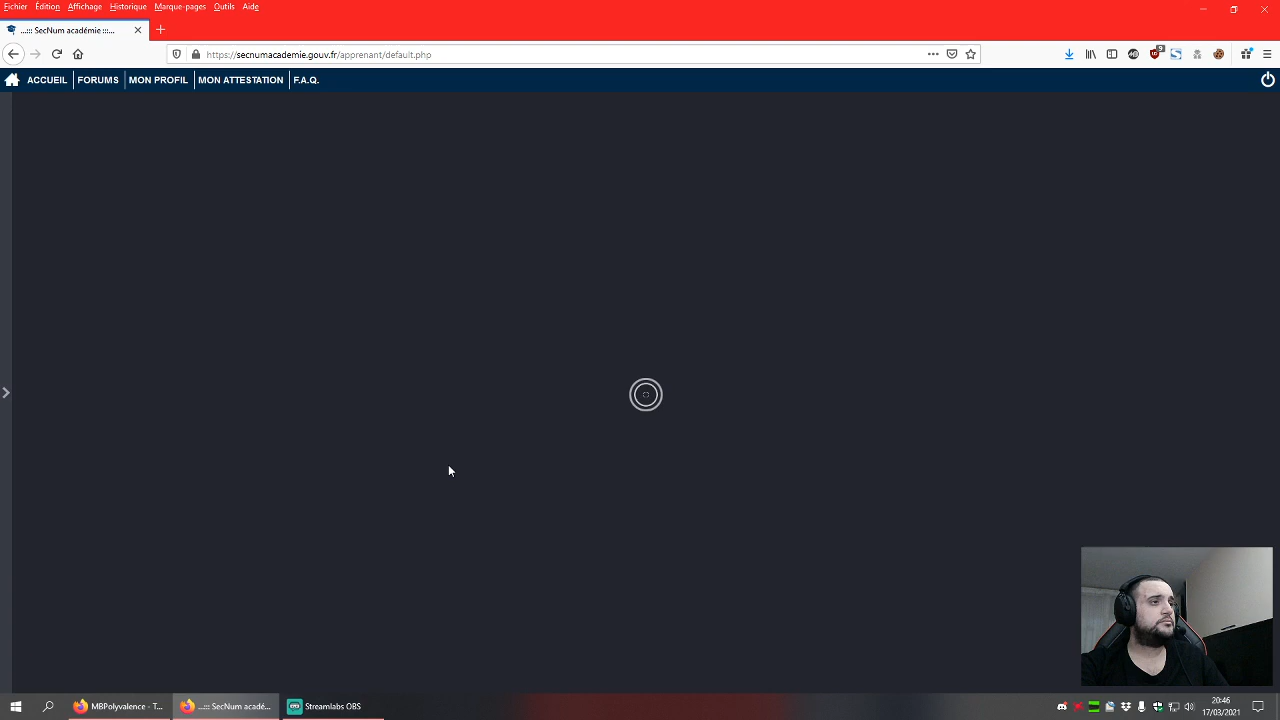 Fichier Édition Affichage Historique Marque-pages Outils Aide
...::: SecNum académie :::...
https://secnumacademie.gouv.fr/apprenant/default.php
9
ACCUEIL FORUMS MON PROFIL MON ATTESTATION F.A.Q.
MBPolyvalence - T... ...::: SecNum acadé... Streamlabs OBS
20:46
17/03/2021